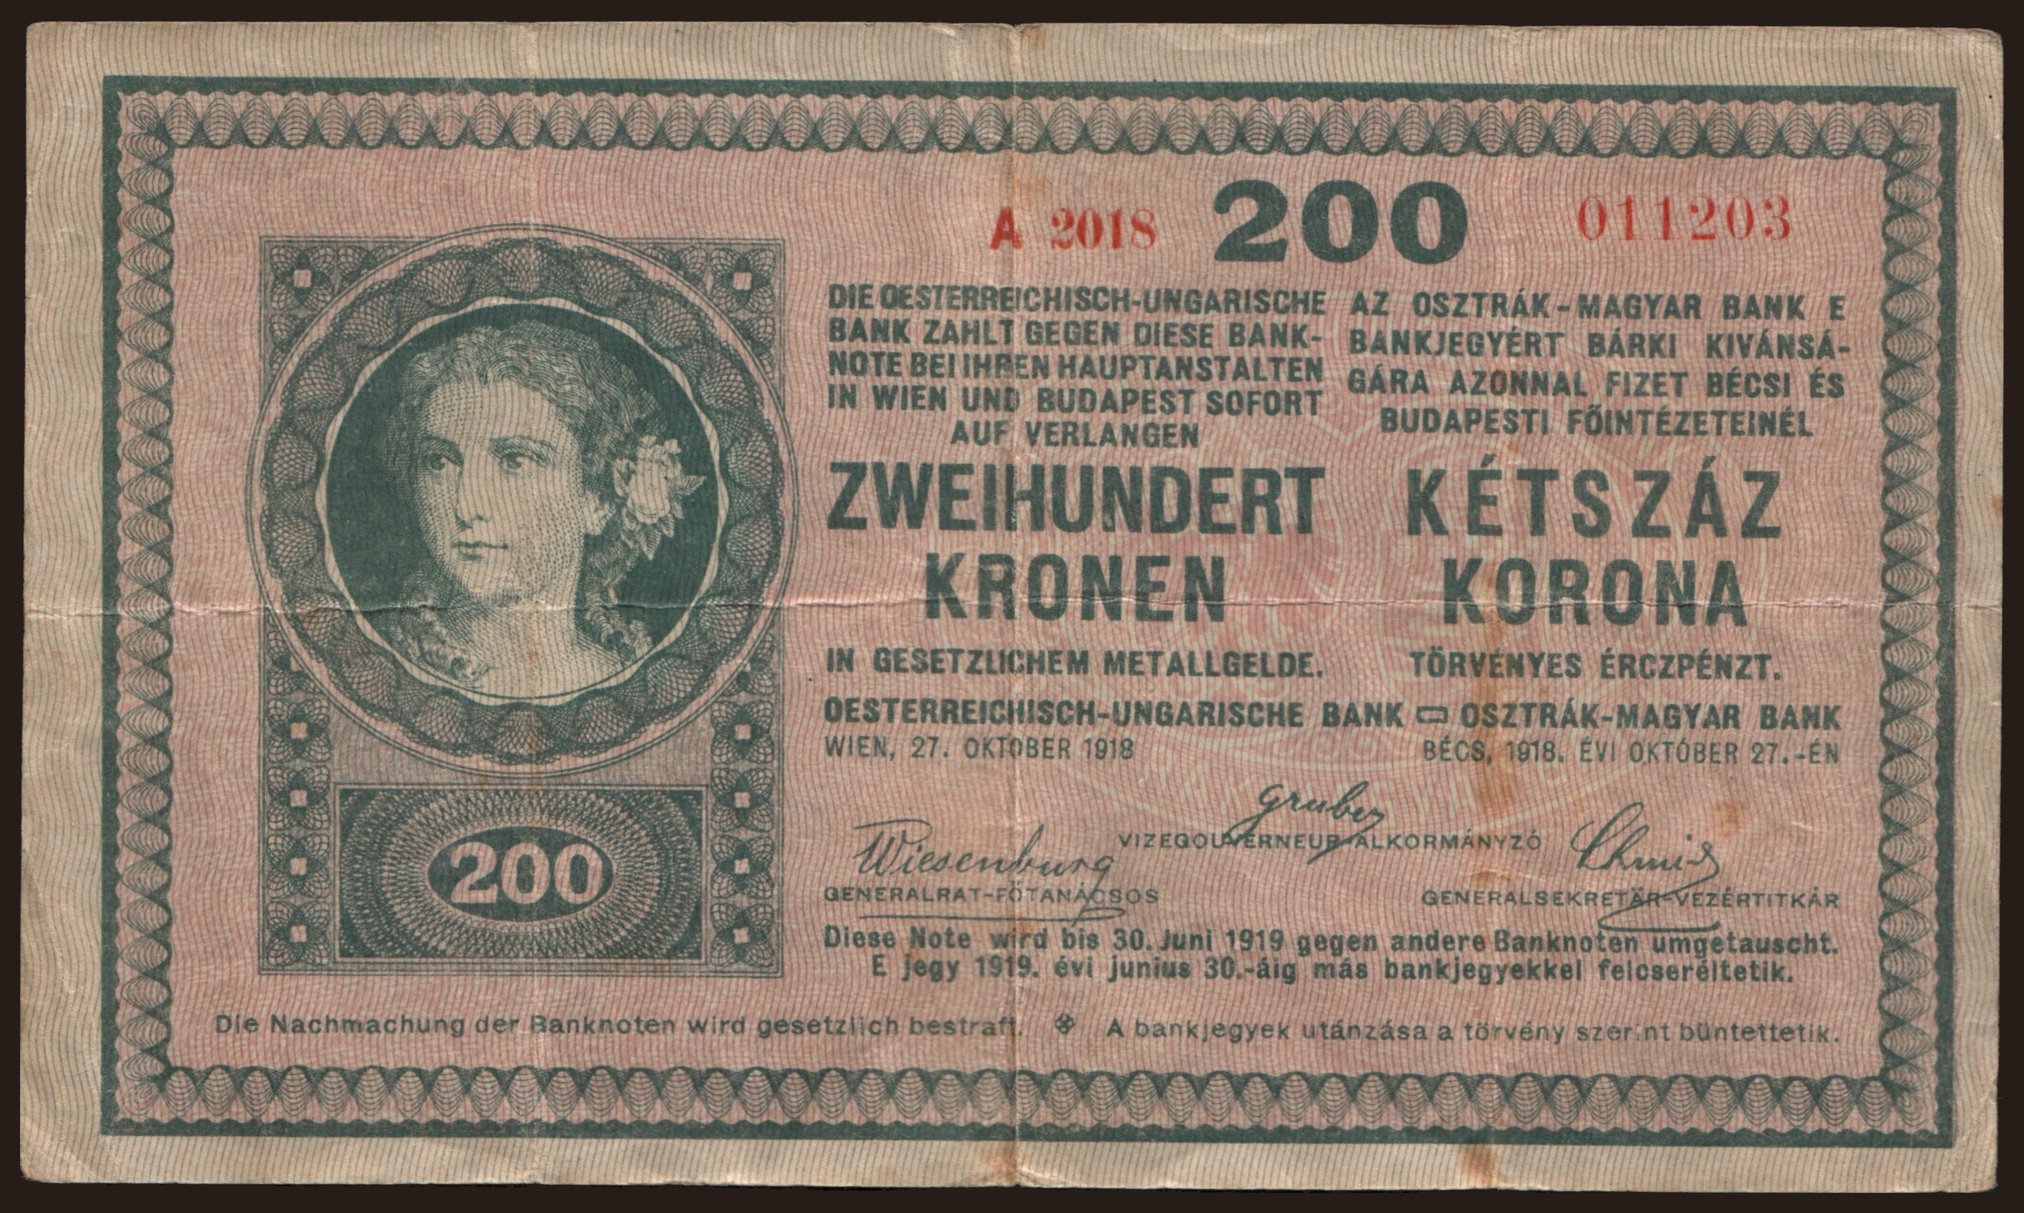 A 2018 200 011203
DIE OESTERREICHISCH-UNGARISCHE
BANK ZAHLT GEGEN DIESE BANK-
NOTE BEI IHREN HAUPTANSTALTEN
IN WIEN UND BUDAPEST SOFORT
AUF VERLANGEN
ZWEIHUNDERT
KRONEN
IN GESETZLICHEM METALLGELDE.
AZ OSZTRÁK-MAGYAR BANK E
BANKJEGYÉRT BÁRKI KIVÁNSÁ-
GÁRA AZONNAL FIZET BÉCSI ÉS
BUDAPESTI FŐINTÉZETEINÉL
KÉTSZÁZ
KORONA
TÖRVÉNYES ÉRCZPÉNZT.
OESTERREICHISCH-UNGARISCHE BANK OSZTRÁK-MAGYAR BANK
WIEN, 27. OKTOBER 1918
BÉCS, 1918. ÉVI OKTÓBER 27.-ÉN
Gruber
VIZEGOUVERNEUR-ALKORMÁNYZÓ
Wiesenburg
GENERALRAT-FŐTANÁCSOS
Schmid
GENERALSEKRETÄR-VEZÉRTITKÁR
200
Diese Note wird bis 30. Juni 1919 gegen andere Banknoten umgetauscht.
E jegy 1919. évi junius 30.-áig más bankjegyekkel felcseréltetik.
Die Nachmachung der Banknoten wird gesetzlich bestraft. A bankjegyek utánzása a törvény szerint büntettetik.